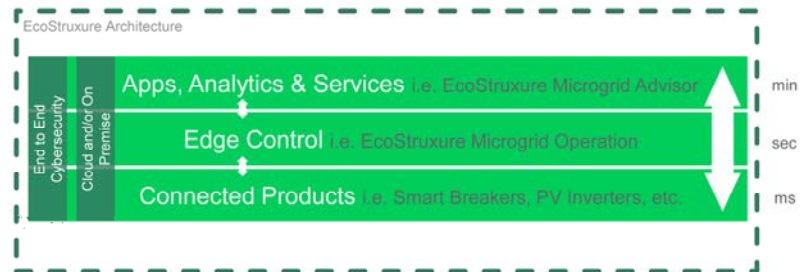 EcoStruxure Architecture
End to End
Cybersecurity
Cloud and/or On
Premise
Apps, Analytics & Services i.e. EcoStruxure Microgrid Advisor
min
Edge Control i.e. EcoStruxure Microgrid Operation
sec
Connected Products i.e. Smart Breakers, PV Inverters, etc.
ms